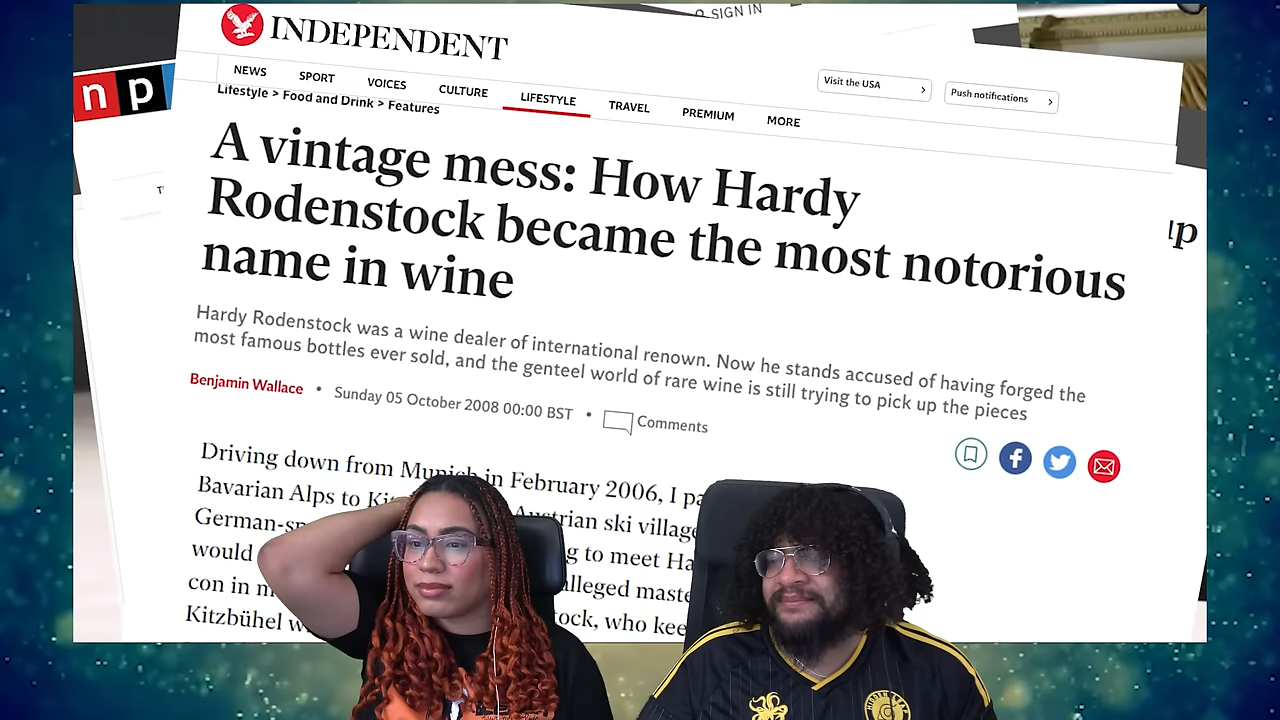 SIGN IN
INDEPENDENT
np
NEWS SPORT VOICES CULTURE LIFESTYLE TRAVEL PREMIUM MORE
Visit the USA
Push notifications
Lifestyle > Food and Drink > Features
A vintage mess: How Hardy
Rodenstock became the most notorious
name in wine
Hardy Rodenstock was a wine dealer of international renown. Now he stands accused of having forged the
most famous bottles ever sold, and the genteel world of rare wine is still trying to pick up the pieces
Benjamin Wallace • Sunday 05 October 2008 00:00 BST • Comments
Driving down from Munich in February 2006, I pa
Bavarian Alps to Ki Austrian ski village
German-sp g to meet Ha
would alleged maste
con in m tock, who kee
Kitzbühel w